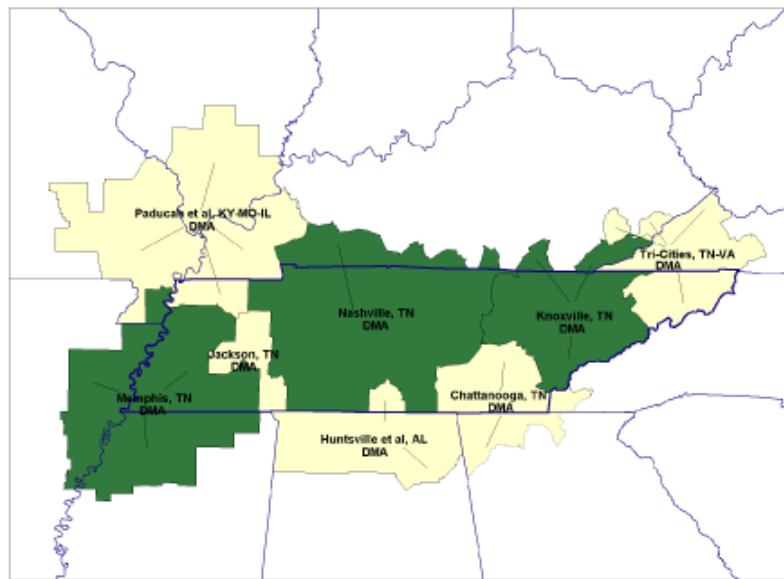 Paducah et al, KY-MO-IL
DMA
Tri-Cities, TN-VA
DMA
Nashville, TN
DMA
Knoxville, TN
DMA
Jackson, TN
DMA
Memphis, TN
DMA
Chattanooga, TN
DMA
Huntsville et al, AL
DMA